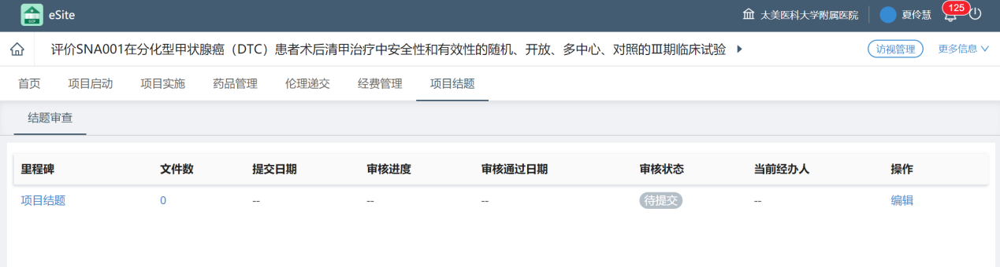 eSite 太美医科大学附属医院 夏伶慧 125
评价SNA001在分化型甲状腺癌（DTC）患者术后清甲治疗中安全性和有效性的随机、开放、多中心、对照的Ⅲ期临床试验 访视管理 更多信息
首页 项目启动 项目实施 药品管理 伦理递交 经费管理 项目结题
结题审查
里程碑 文件数 提交日期 审核进度 审核通过日期 审核状态 当前经办人 操作
项目结题 0 -- -- -- 待提交 -- 编辑